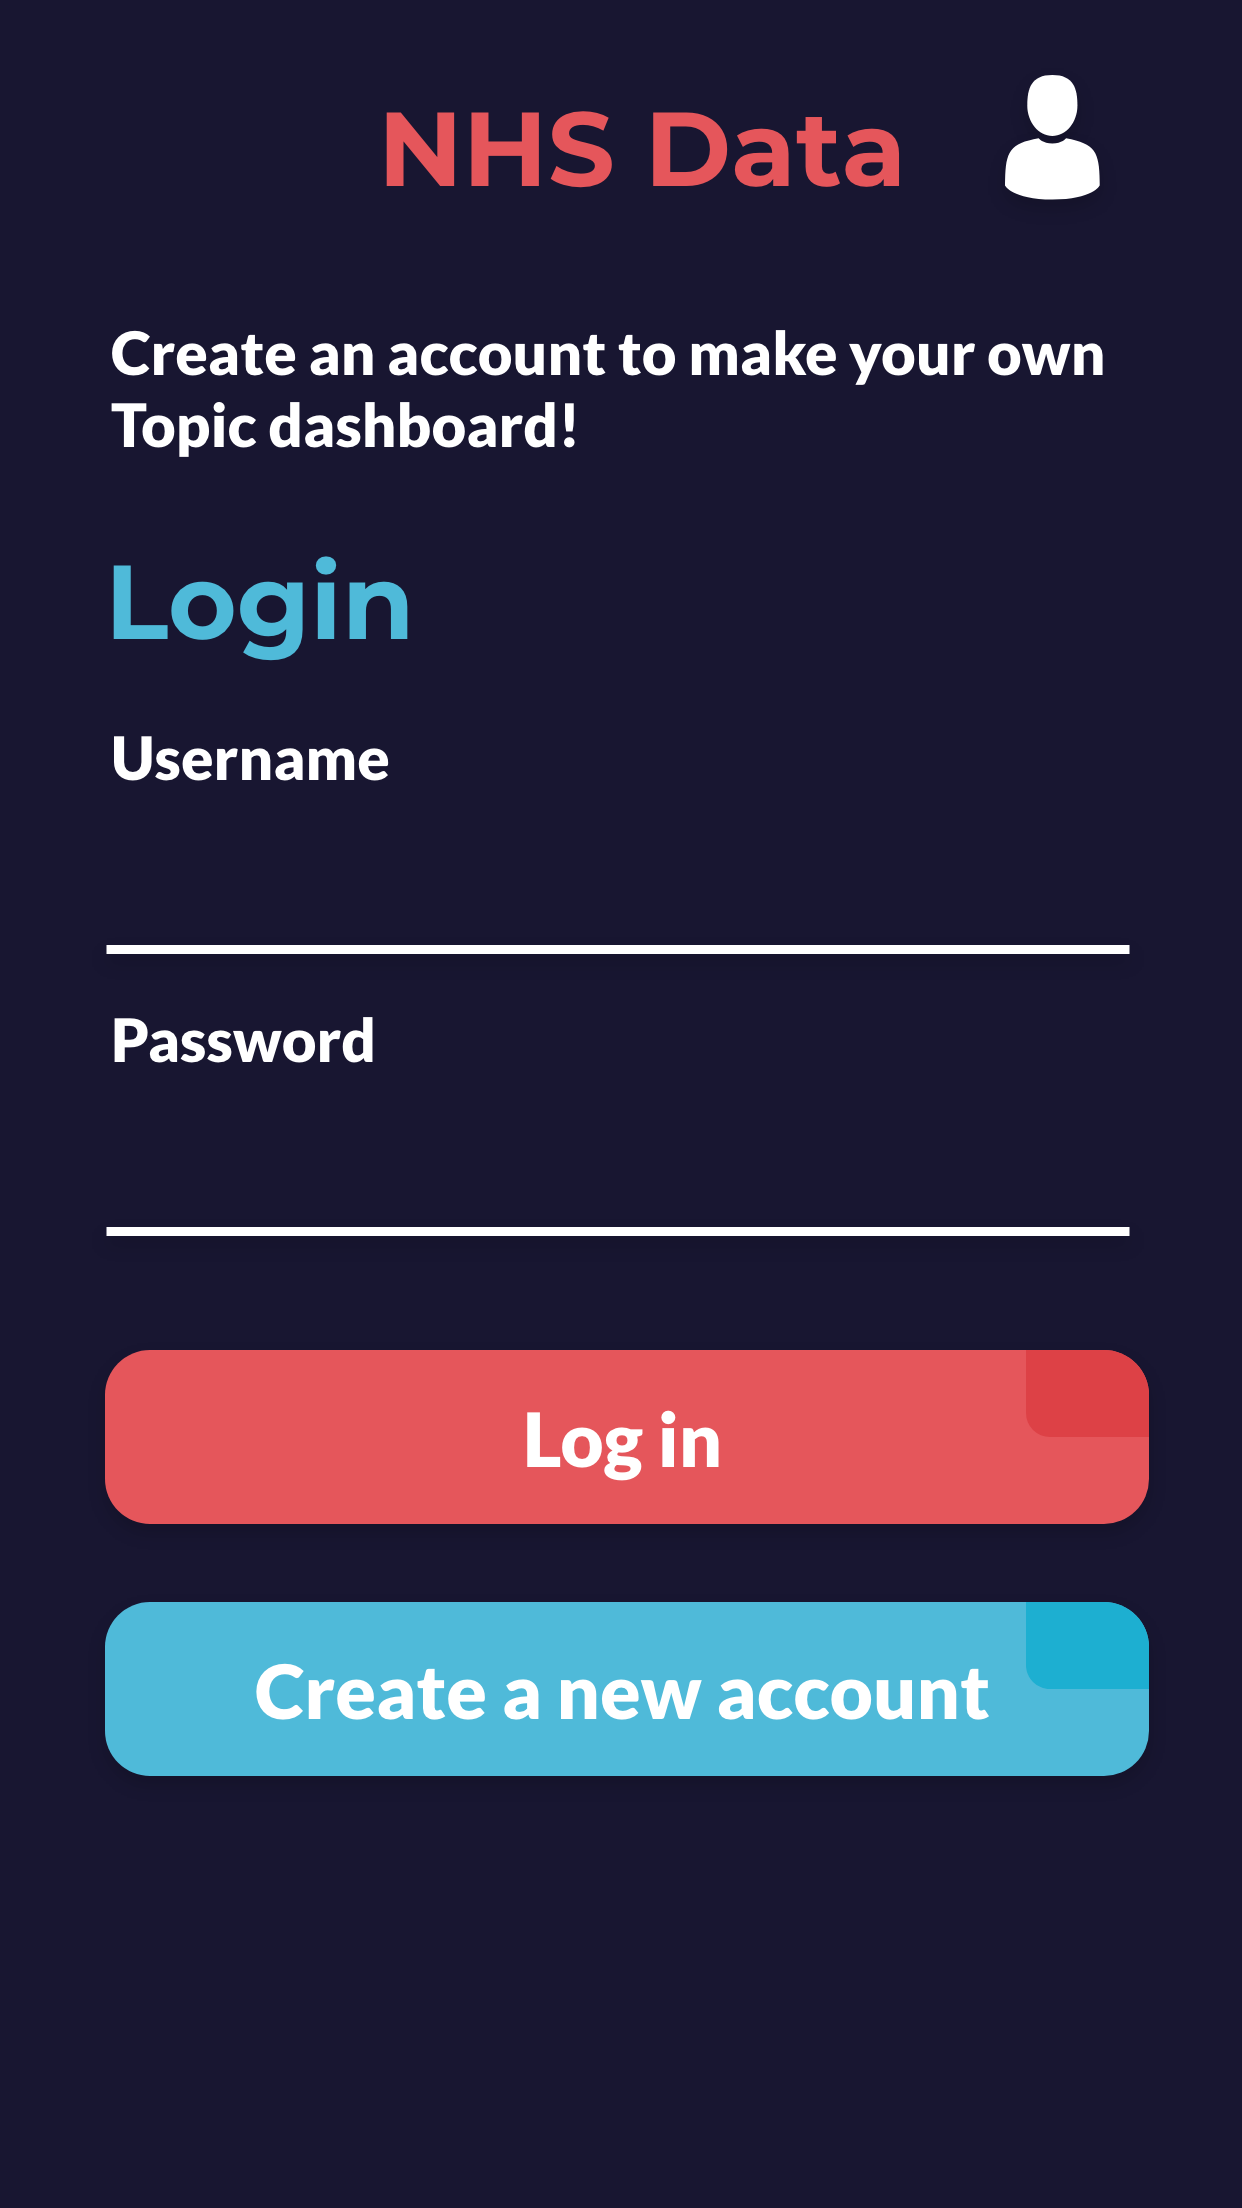 NHS Data
Create an account to make your own
Topic dashboard!
Login
Username
Password
Log in
Create a new account